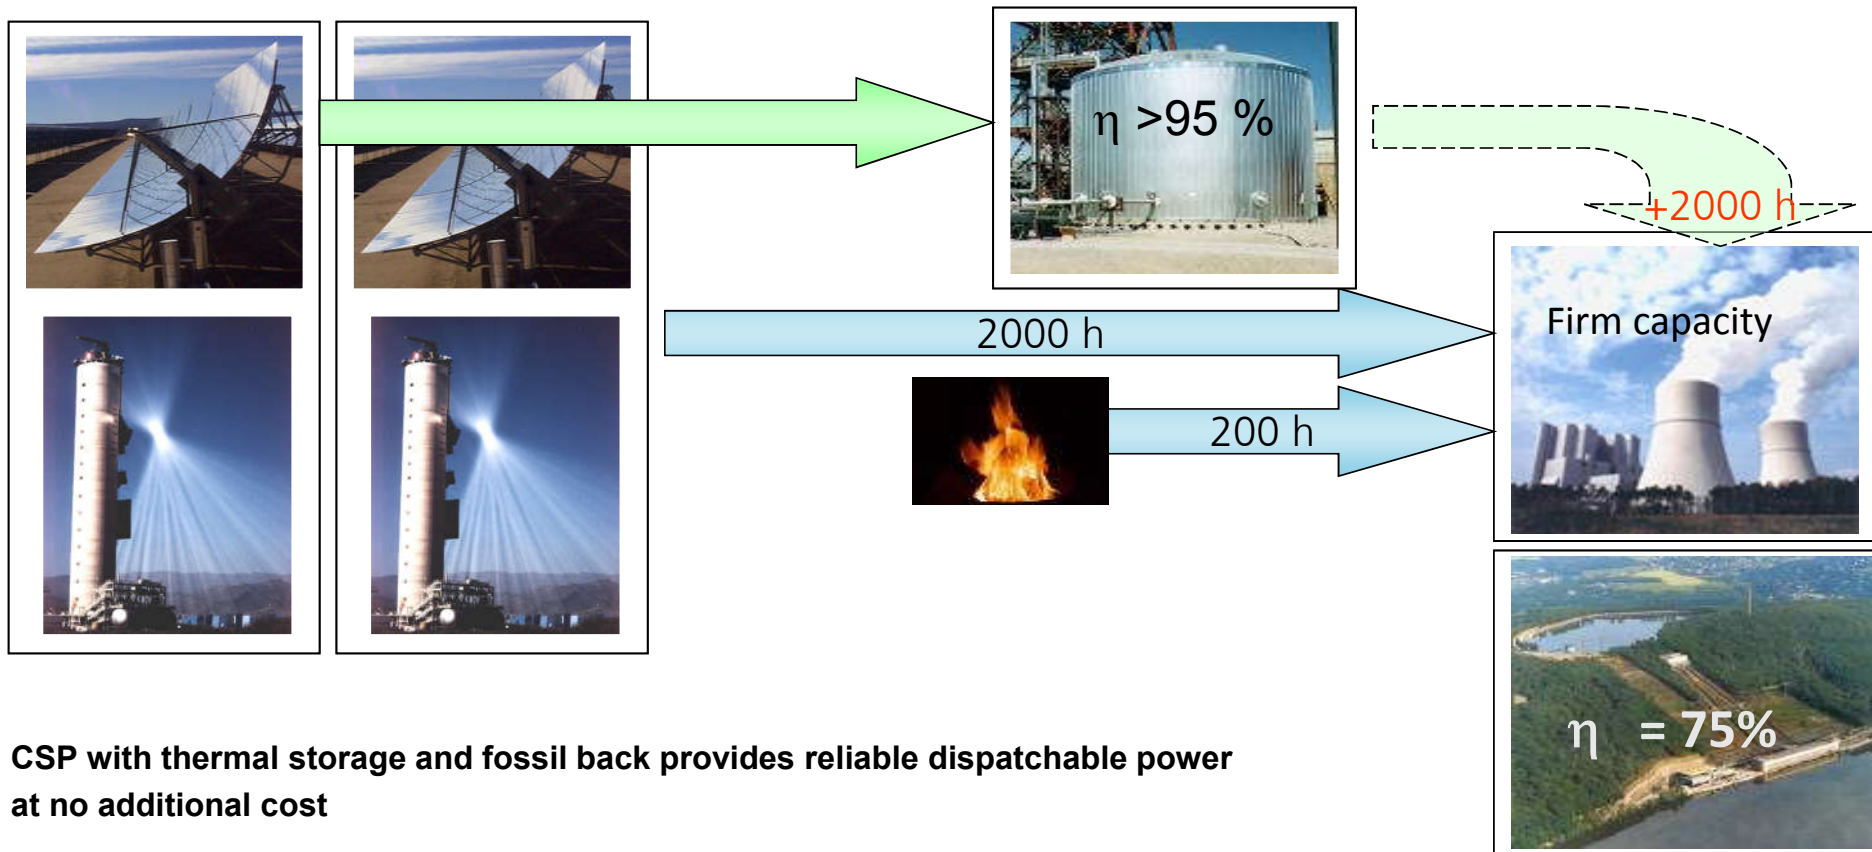 η >95 %
+2000 h
2000 h
Firm capacity
200 h
η = 75%
CSP with thermal storage and fossil back provides reliable dispatchable power
at no additional cost